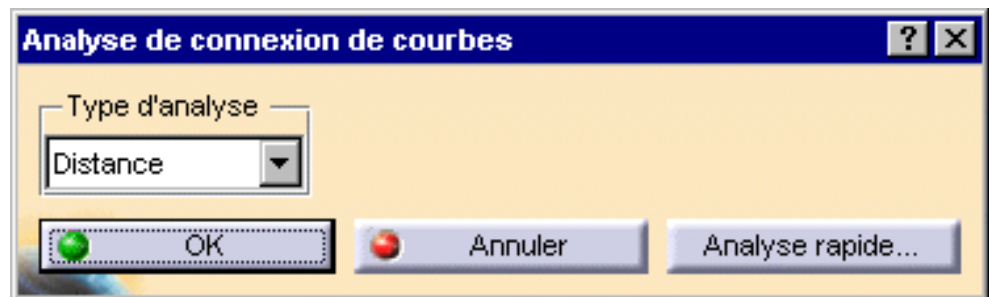 Analyse de connexion de courbes
Type d'analyse
Distance
OK Annuler Analyse rapide...